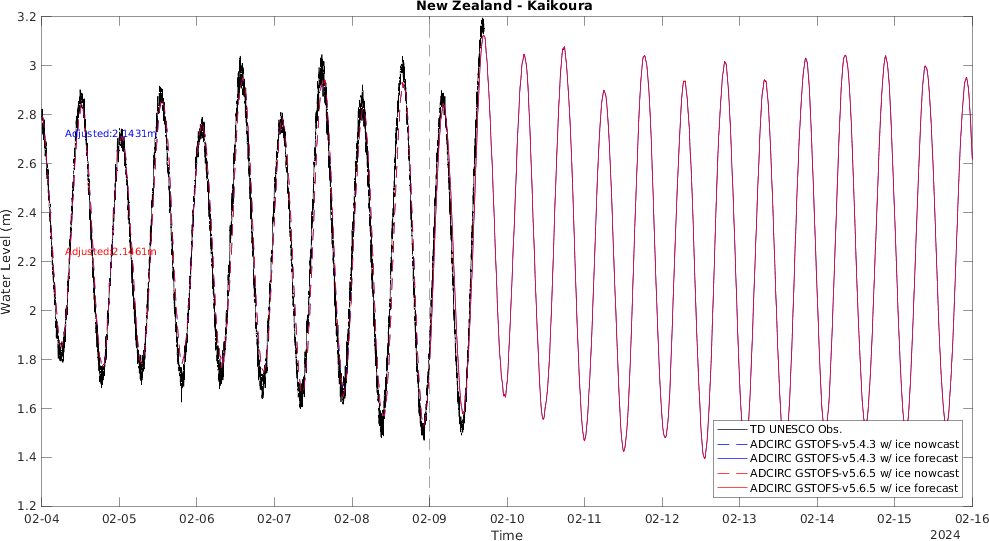 New Zealand - Kaikoura
3.2
3
2.8
2.6
2.4
2.2
2
1.8
1.6
1.4
1.2
Water Level (m)
Adjusted:2.1431m
Adjusted:2.1461m
TD UNESCO Obs.
ADCIRC GSTOFS-v5.4.3 w/ ice nowcast
ADCIRC GSTOFS-v5.4.3 w/ ice forecast
ADCIRC GSTOFS-v5.6.5 w/ ice nowcast
ADCIRC GSTOFS-v5.6.5 w/ ice forecast
02-04 02-05 02-06 02-07 02-08 02-09 02-10 02-11 02-12 02-13 02-14 02-15 02-16
Time
2024